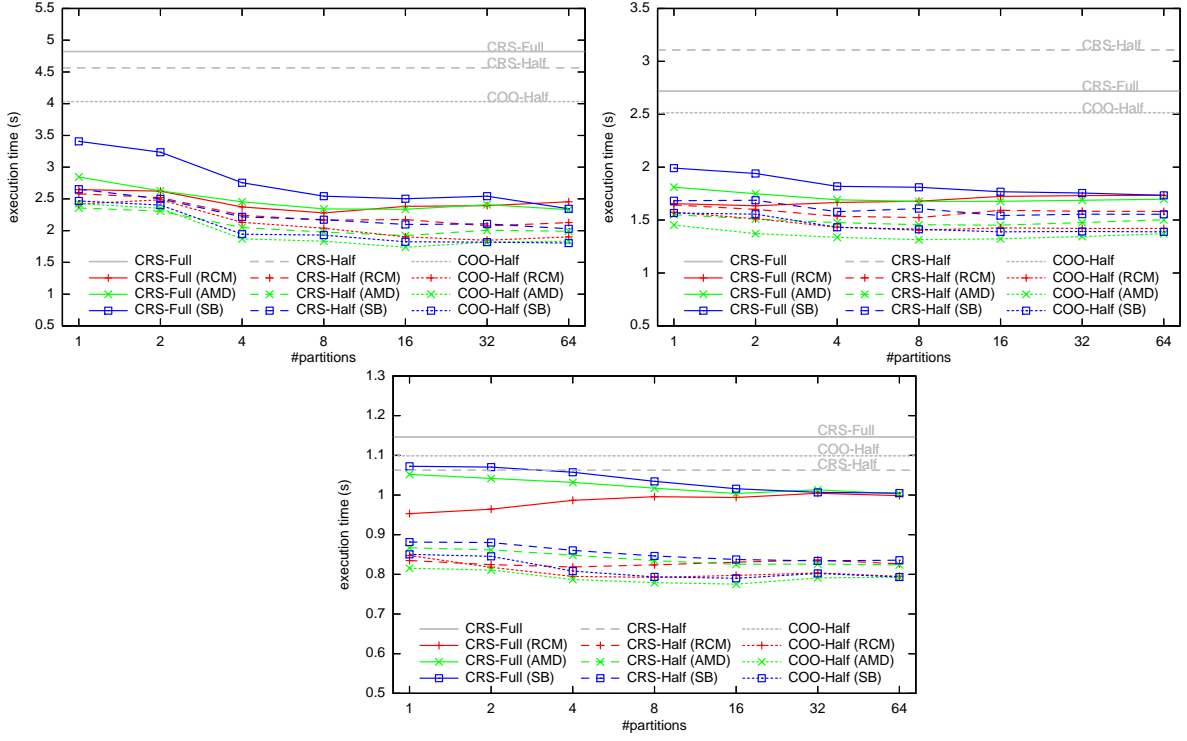 5.5
5
4.5
4
3.5
3
2.5
2
1.5
1
0.5
execution time (s)
CRS-Full
CRS-Half
COO-Half
CRS-Full CRS-Half COO-Half
CRS-Full (RCM) CRS-Half (RCM) COO-Half (RCM)
CRS-Full (AMD) CRS-Half (AMD) COO-Half (AMD)
CRS-Full (SB) CRS-Half (SB) COO-Half (SB)
1 2 4 8 16 32 64
#partitions
3.5
3
2.5
2
1.5
1
0.5
execution time (s)
CRS-Half
CRS-Full
COO-Half
CRS-Full CRS-Half COO-Half
CRS-Full (RCM) CRS-Half (RCM) COO-Half (RCM)
CRS-Full (AMD) CRS-Half (AMD) COO-Half (AMD)
CRS-Full (SB) CRS-Half (SB) COO-Half (SB)
1 2 4 8 16 32 64
#partitions
1.3
1.2
1.1
1
0.9
0.8
0.7
0.6
0.5
execution time (s)
CRS-Full
COO-Half
CRS-Half
CRS-Full CRS-Half COO-Half
CRS-Full (RCM) CRS-Half (RCM) COO-Half (RCM)
CRS-Full (AMD) CRS-Half (AMD) COO-Half (AMD)
CRS-Full (SB) CRS-Half (SB) COO-Half (SB)
1 2 4 8 16 32 64
#partitions